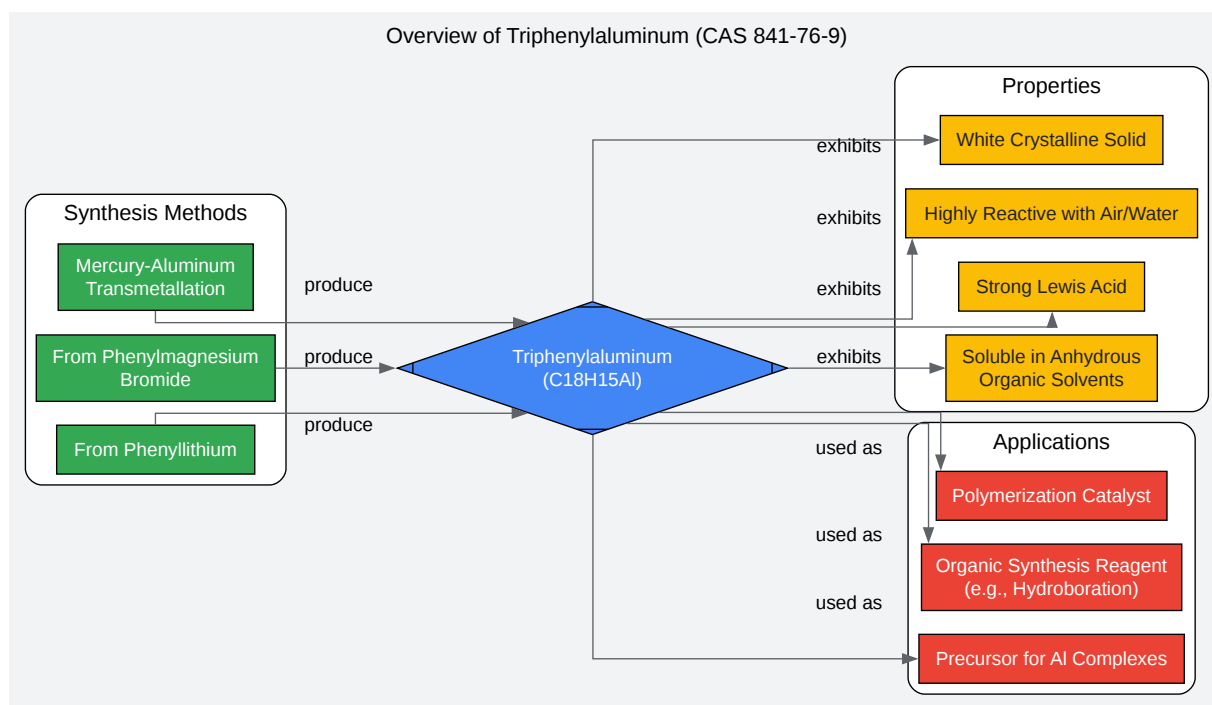 Overview of Triphenylaluminum (CAS 841-76-9)
Synthesis Methods
Mercury-Aluminum
Transmetallation
From Phenylmagnesium
Bromide
From Phenyllithium
produce
produce
produce
Triphenylaluminum
(C18H15Al)
exhibits
exhibits
exhibits
exhibits
used as
used as
used as
Properties
White Crystalline Solid
Highly Reactive with Air/Water
Strong Lewis Acid
Soluble in Anhydrous
Organic Solvents
Applications
Polymerization Catalyst
Organic Synthesis Reagent
(e.g., Hydroboration)
Precursor for Al Complexes